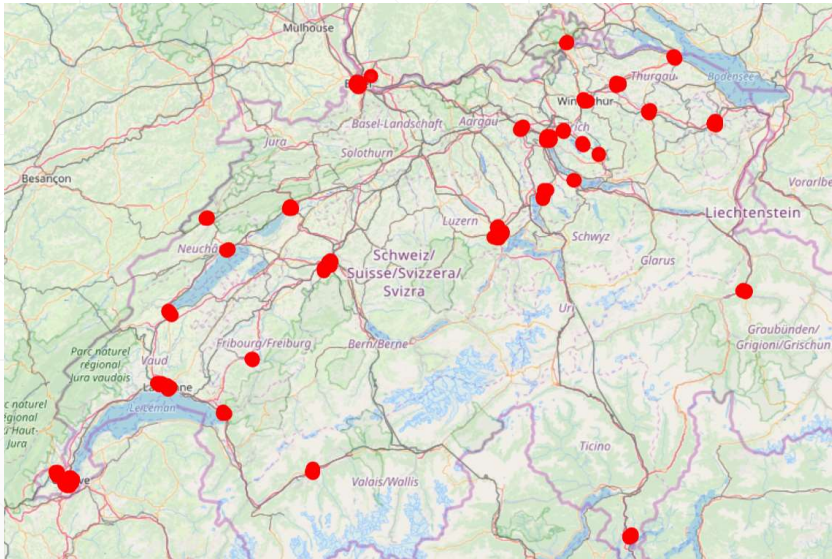 Mulhouse
Thurgau
Bodensee
Basel-Landschaft
Aargau
Jura
Solothurn
Besançon
Vorarlbe
Liechtenstein
Luzern
Schwyz
Neuchâ
Schweiz/
Suisse/Svizzera/
Svizra
Glarus
Uri
Graubünden/
Grigioni/Grischun
Parc naturel
régional
Jura vaudois
Vaud
Fribourg/Freiburg
Bern/Berne
Le Léman
c naturel
égional
u Haut-
Jura
Ticino
Valais/Wallis